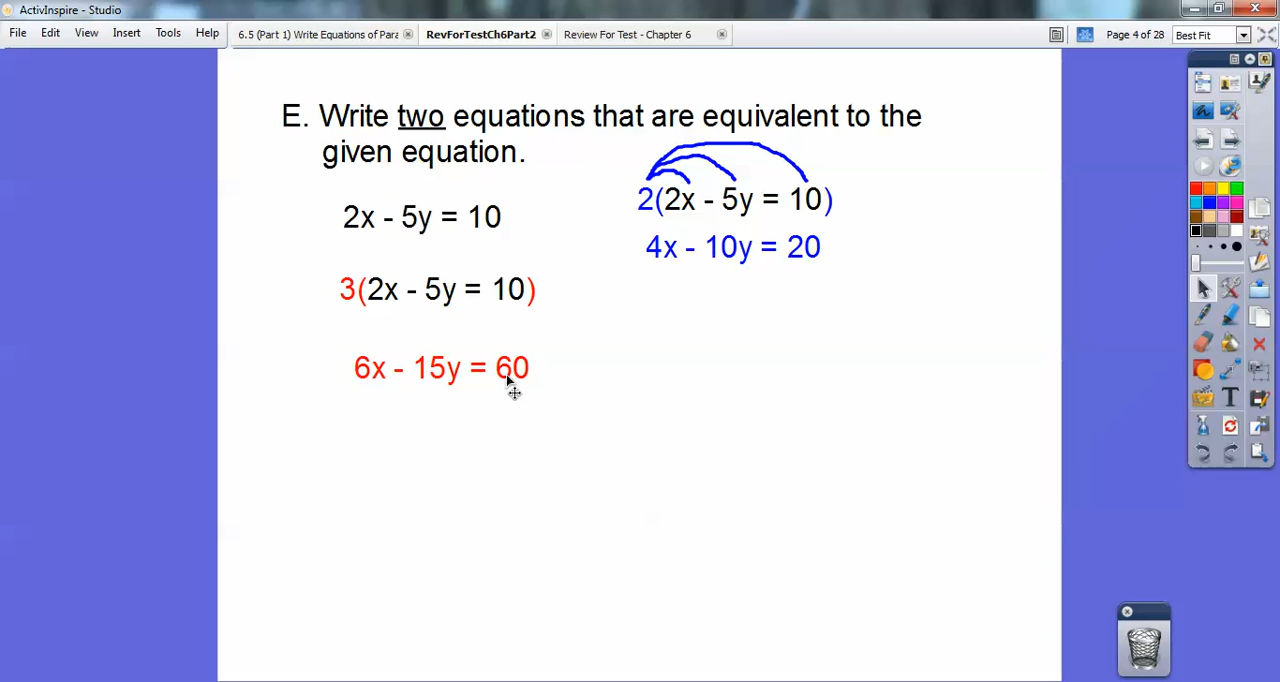 ActivInspire - Studio
File Edit View Insert Tools Help
6.5 (Part 1) Write Equations of Para
RevForTestCh6Part2
Review For Test - Chapter 6
Page 4 of 28
Best Fit
E. Write two equations that are equivalent to the
given equation.
2x - 5y = 10
2(2x - 5y = 10)
4x - 10y = 20
3(2x - 5y = 10)
6x - 15y = 60